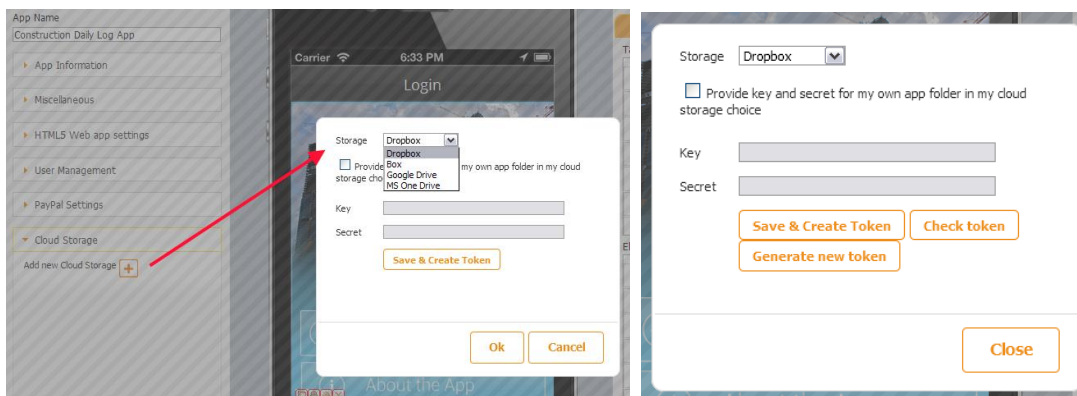 App Name
Construction Daily Log App
App Information
Miscellaneous
HTML5 Web app settings
User Management
PayPal Settings
Cloud Storage
Add new Cloud Storage +
Carrier 6:33 PM
Login
Storage Dropbox
Dropbox
Box
Google Drive
MS One Drive
Provide my own app folder in my cloud
storage cho
Key
Secret
Save & Create Token
Ok Cancel
About the App
Storage Dropbox
Provide key and secret for my own app folder in my cloud
storage choice
Key
Secret
Save & Create Token Check token
Generate new token
Close